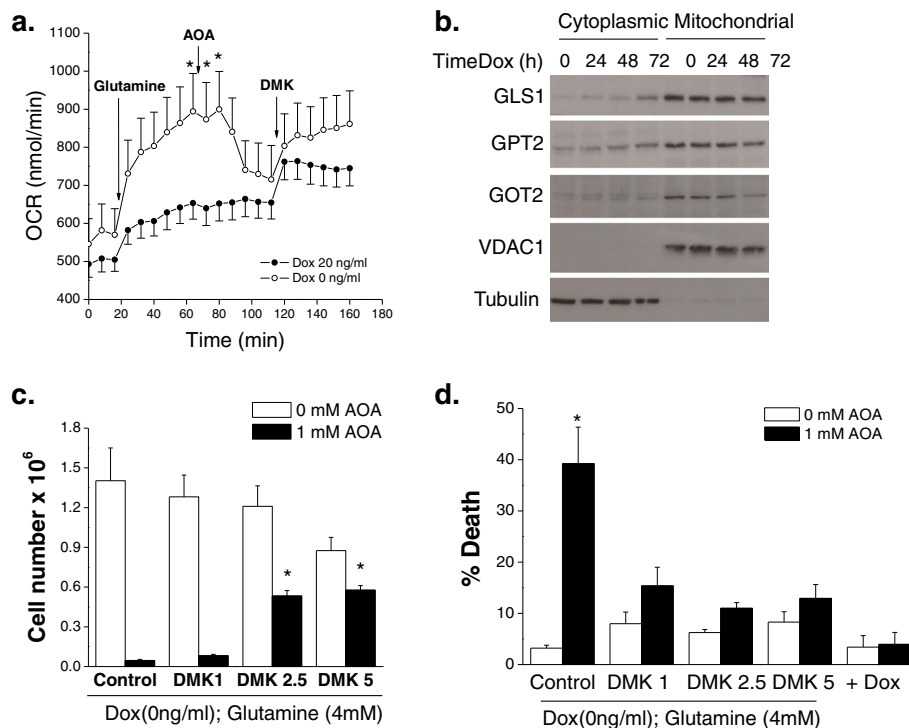 a.
1100
1000
900
800
700
600
500
400
OCR (nmol/min)
Glutamine
AOA
* * *
DMK
Dox 20 ng/ml
Dox 0 ng/ml
0 20 40 60 80 100 120 140 160 180
Time (min)
b.
Cytoplasmic Mitochondrial
TimeDox (h) 0 24 48 72 0 24 48 72
GLS1
GPT2
GOT2
VDAC1
Tubulin
c.
0 mM AOA
1 mM AOA
1.8
1.5
1.2
0.9
0.6
0.3
0.0
Cell number x 10⁶
* *
Control DMK1 DMK 2.5 DMK 5
Dox(0ng/ml); Glutamine (4mM)
d.
0 mM AOA
1 mM AOA
50
40
30
20
10
0
% Death
*
Control DMK 1 DMK 2.5 DMK 5 + Dox
Dox(0ng/ml); Glutamine (4mM)